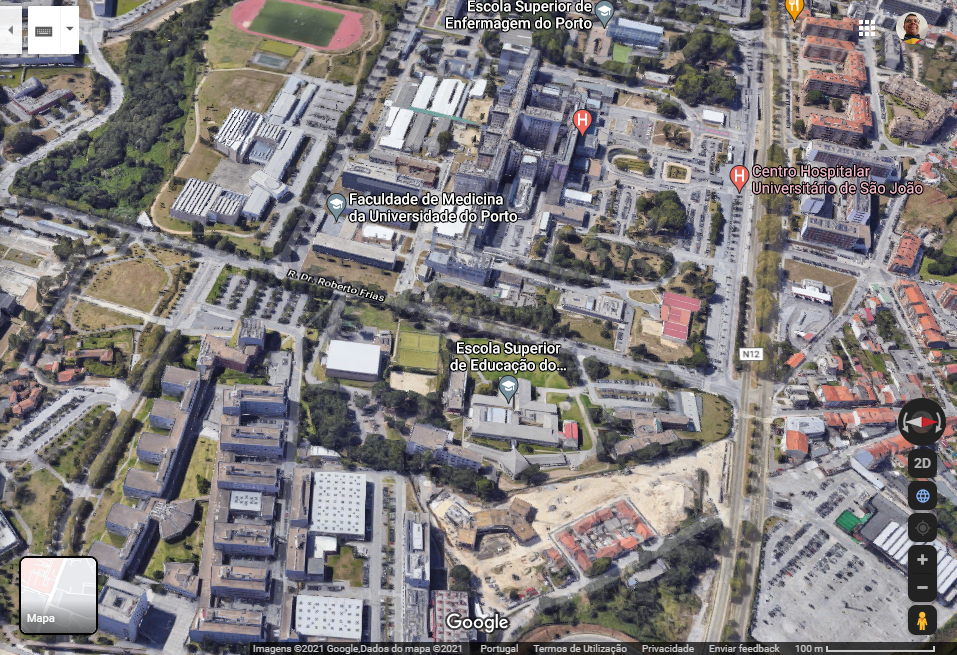 Escola Superior de
Enfermagem do Porto
H
H
Centro Hospitalar
Universitário de São João
Faculdade de Medicina
da Universidade do Porto
R. Dr. Roberto Frias
Escola Superior
de Educação do...
N12
2D
Mapa
Google
Imagens ©2021 Google,Dados do mapa ©2021 Portugal Termos de Utilização Privacidade Enviar feedback 100 m